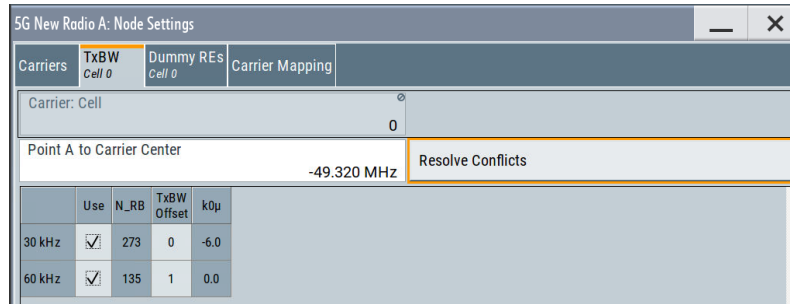 5G New Radio A: Node Settings
Carriers TxBW Dummy REs Carrier Mapping
Cell 0 Cell 0
Carrier: Cell
0
Point A to Carrier Center
-49.320 MHz
Resolve Conflicts
Use N_RB TxBW Offset k0μ
30 kHz 273 0 -6.0
60 kHz 135 1 0.0